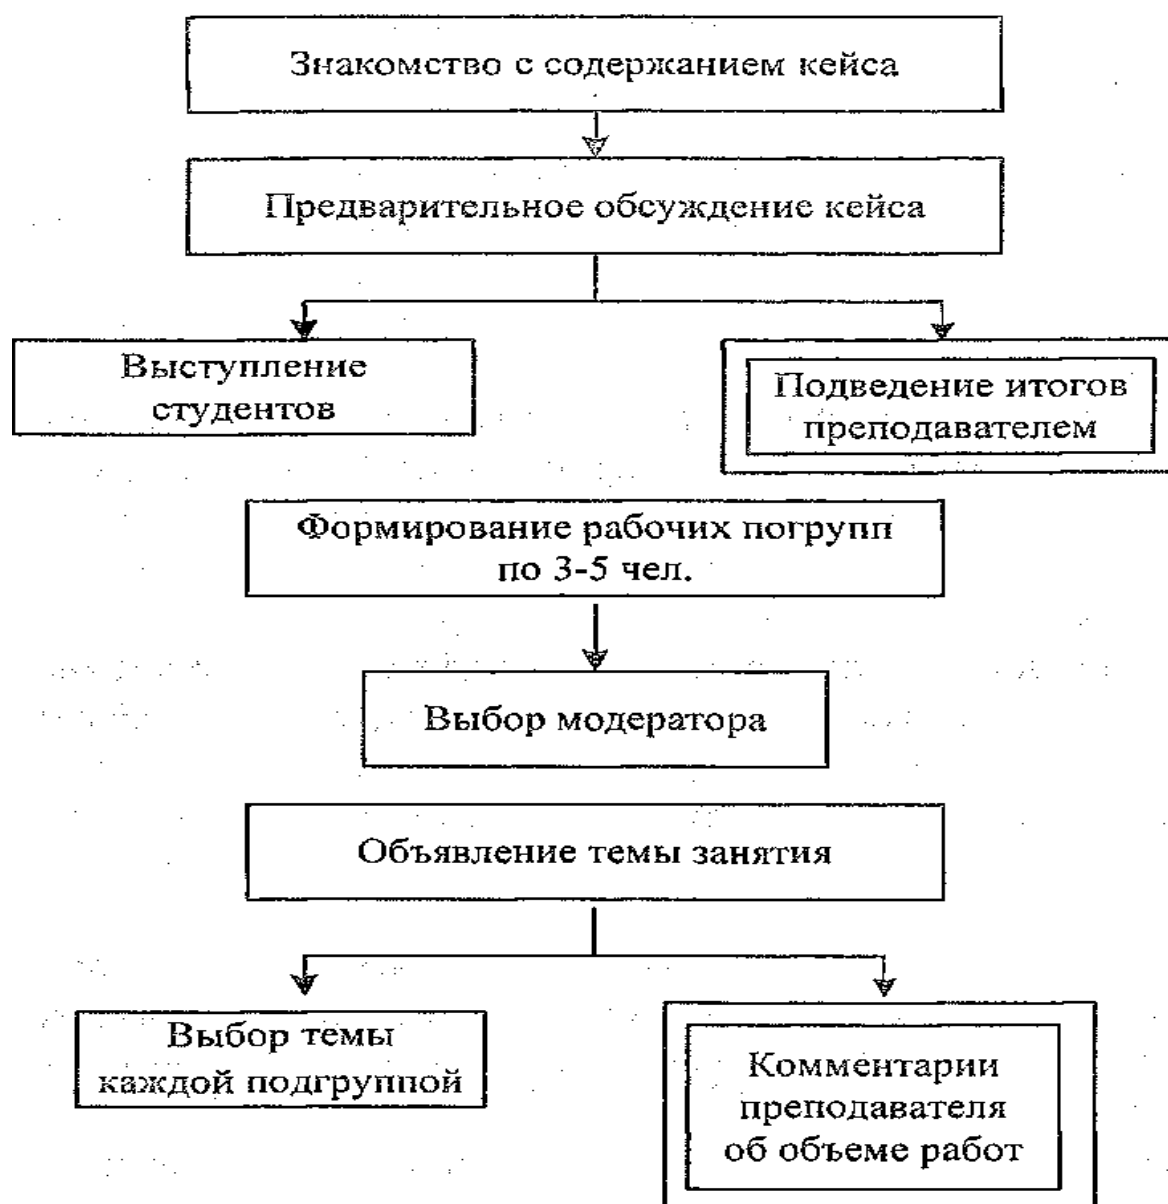 Знакомство с содержанием кейса
Предварительное обсуждение кейса
Выступление
студентов
Подведение итогов
преподавателем
Формирование рабочих погрупп
по 3-5 чел.
Выбор модератора
Объявление темы занятия
Выбор темы
каждой подгруппой
Комментарии
преподавателя
об объеме работ